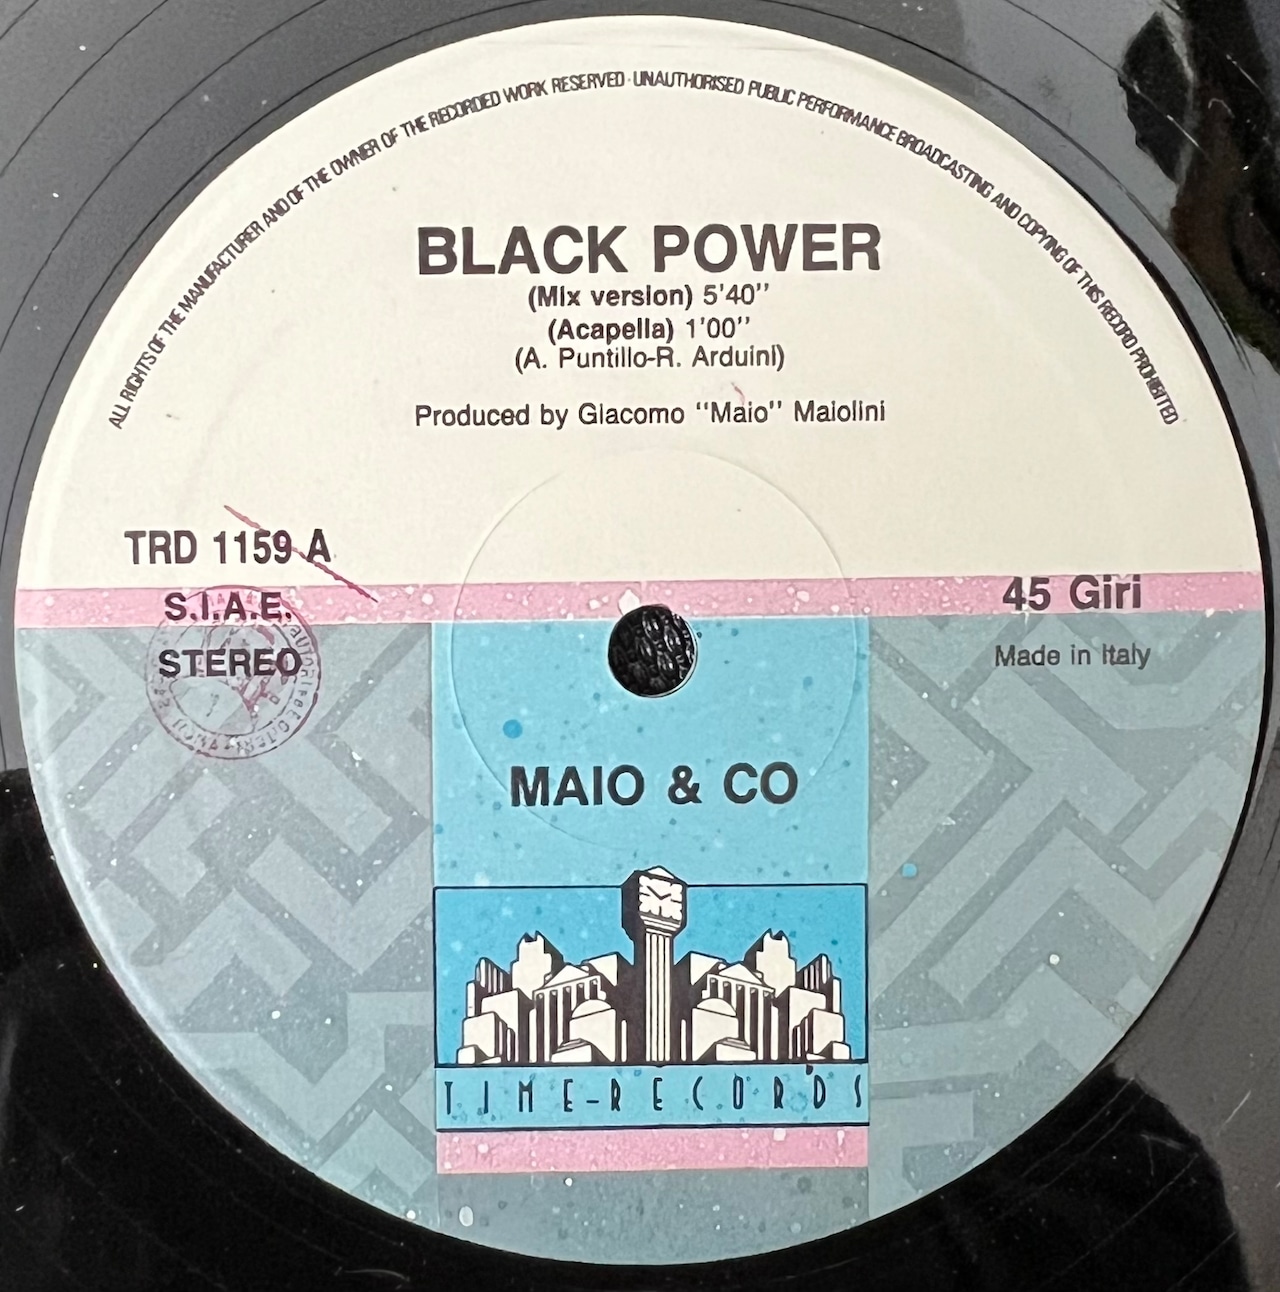 ALL RIGHTS OF THE MANUFACTURER AND OF THE OWNER OF THE RECORDED WORK RESERVED · UNAUTHORISED PUBLIC PERFORMANCE BROADCASTING AND COPYING OF THIS RECORD PROHIBITED
BLACK POWER
(Mix version) 5'40''
(Acapella) 1'00''
(A. Puntillo-R. Arduini)
Produced by Giacomo "Maio" Maiolini
TRD 1159 A
S.I.A.E.
STEREO
45 Giri
Made in Italy
MAIO & CO
TIME-RECORDS